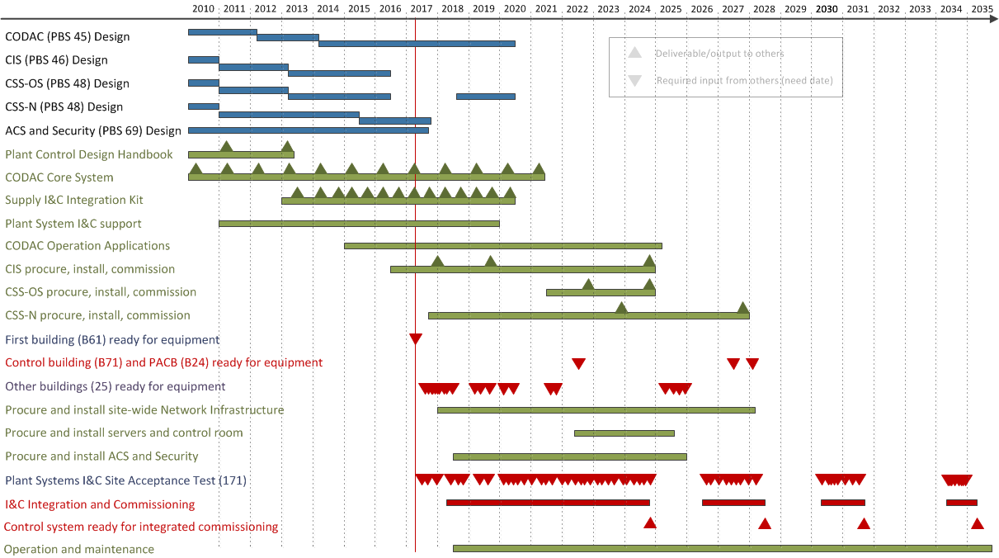 2010 2011 2012 2013 2014 2015 2016 2017 2018 2019 2020 2021 2022 2023 2024 2025 2026 2027 2028 2029 2030 2031 2032 2033 2034 2035
CODAC (PBS 45) Design
Deliverable/output to others
CIS (PBS 46) Design
Required input from others (need date)
CSS-OS (PBS 48) Design
CSS-N (PBS 48) Design
ACS and Security (PBS 69) Design
Plant Control Design Handbook
CODAC Core System
Supply I&C Integration Kit
Plant System I&C support
CODAC Operation Applications
CIS procure, install, commission
CSS-OS procure, install, commission
CSS-N procure, install, commission
First building (B61) ready for equipment
Control building (B71) and PACB (B24) ready for equipment
Other buildings (25) ready for equipment
Procure and install site-wide Network Infrastructure
Procure and install servers and control room
Procure and install ACS and Security
Plant Systems I&C Site Acceptance Test (171)
I&C Integration and Commissioning
Control system ready for integrated commissioning
Operation and maintenance